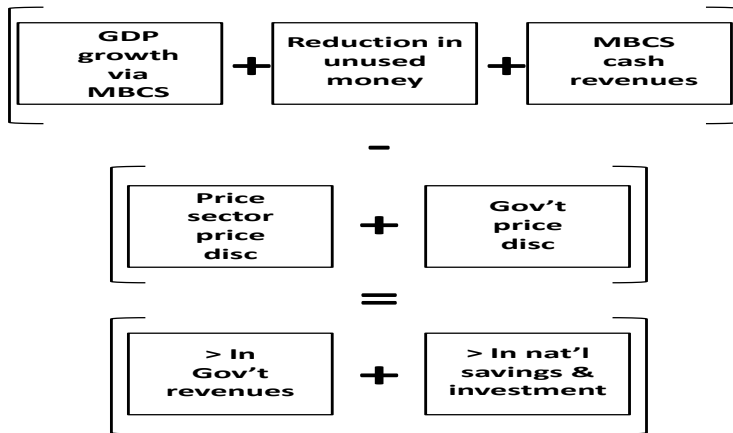 GDP
growth
via
MBCS
+
Reduction in
unused
money
+
MBCS
cash
revenues
-
Price
sector
price
disc
+
Gov't
price
disc
=
> In
Gov't
revenues
+
> In nat'l
savings &
investment